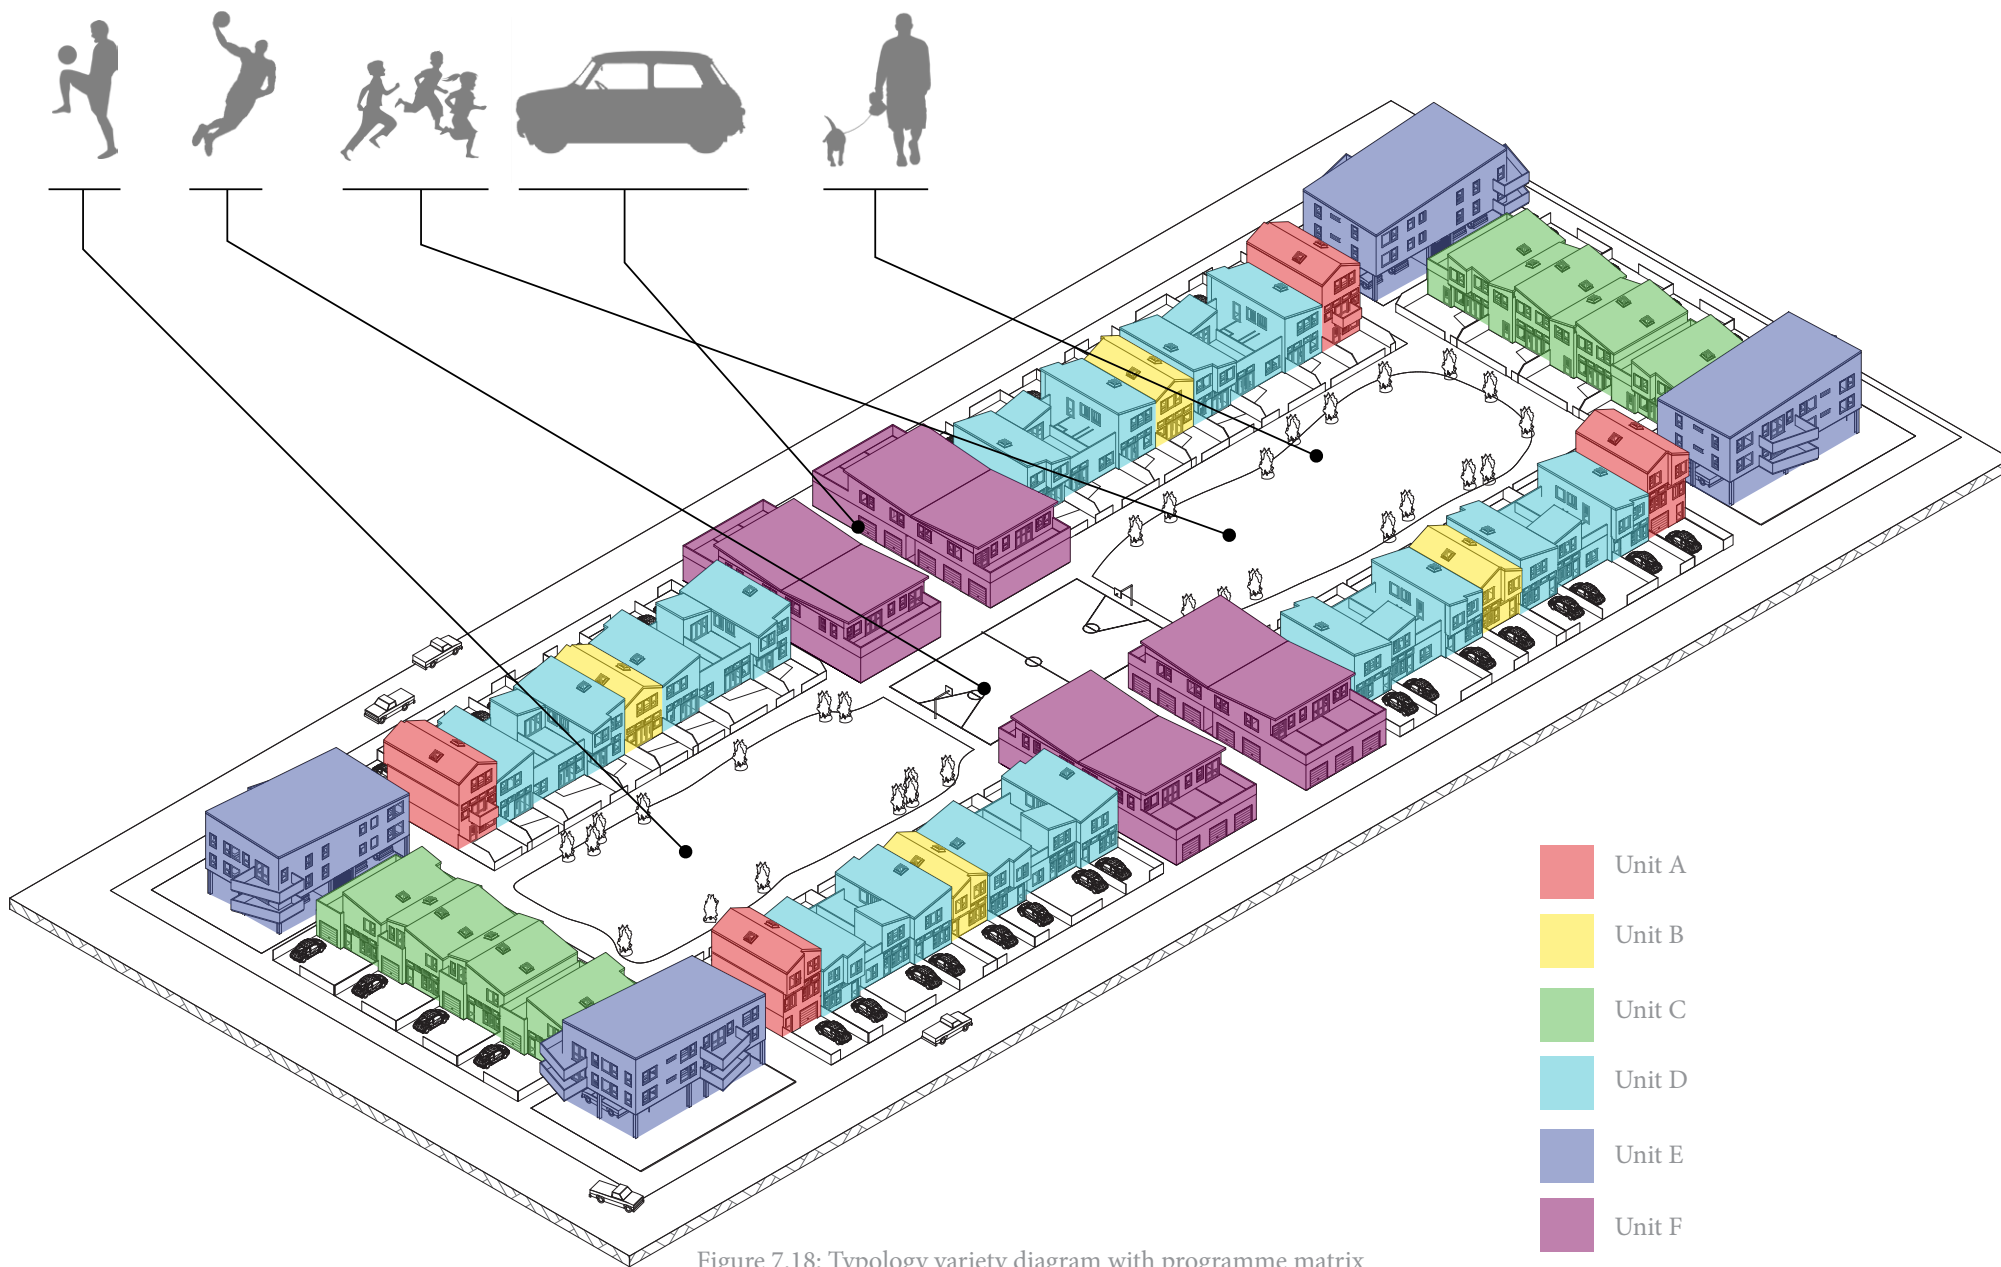 Unit A
Unit B
Unit C
Unit D
Unit E
Unit F
Figure 7.18: Typology variety diagram with programme matrix